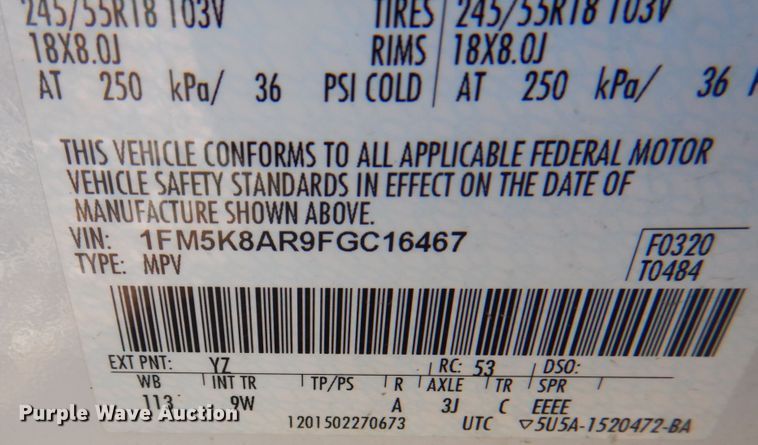 245/55R18 103V TIRES 245/55R18 103V
18X8.0J RIMS 18X8.0J
AT 250 kPa/ 36 PSI COLD AT 250 kPa/ 36
THIS VEHICLE CONFORMS TO ALL APPLICABLE FEDERAL MOTOR
VEHICLE SAFETY STANDARDS IN EFFECT ON THE DATE OF
MANUFACTURE SHOWN ABOVE.
VIN: 1FM5K8AR9FGC16467 F0320
TYPE: MPV T0484
EXT PNT: YZ RC: 53 DSO:
WB INT TR TP/PS R AXLE TR SPR
113 9W A 3J C EEEE
1201502270673 UTC ▽5U5A-1520472-BA
Purple Wave Auction